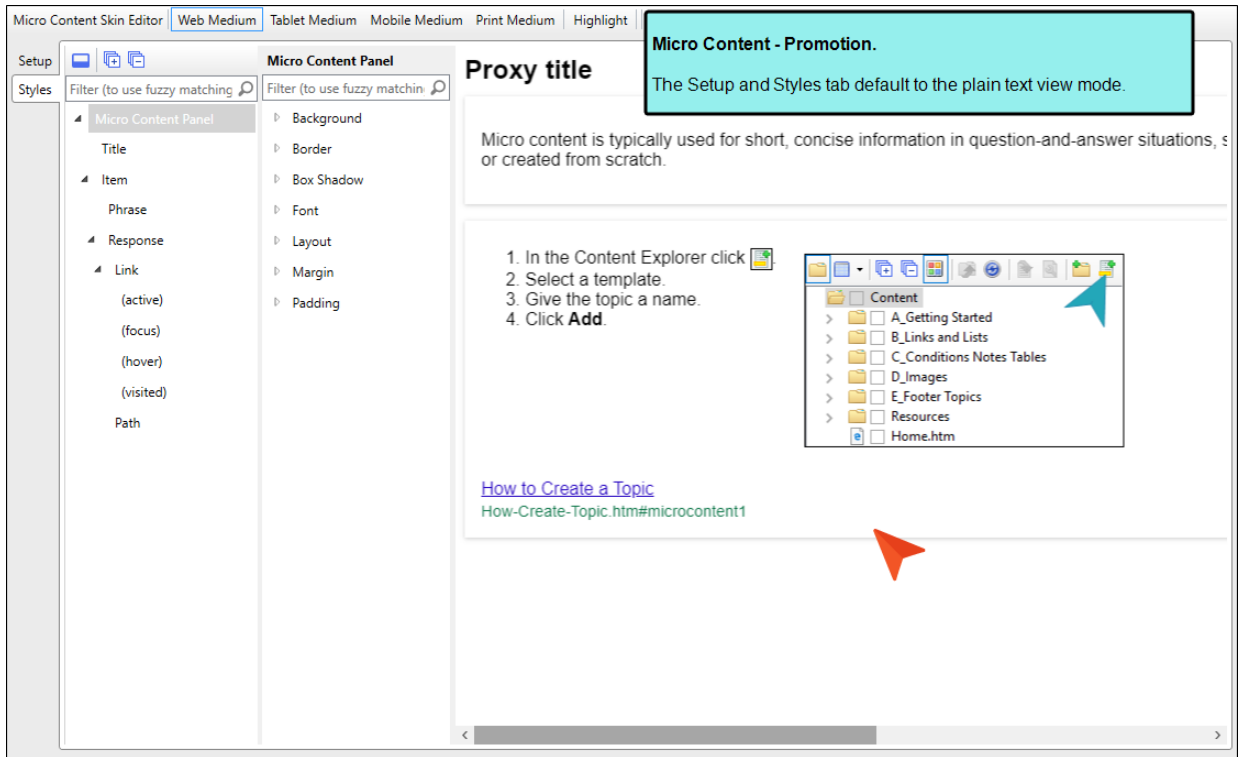 Micro Content Skin Editor Web Medium Tablet Medium Mobile Medium Print Medium Highlight
Micro Content - Promotion.
The Setup and Styles tab default to the plain text view mode.
Setup
Styles
Filter (to use fuzzy matching
Micro Content Panel
Title
Item
Phrase
Response
Link
(active)
(focus)
(hover)
(visited)
Path
Micro Content Panel
Filter (to use fuzzy matchin
Background
Border
Box Shadow
Font
Layout
Margin
Padding
Proxy title
Micro content is typically used for short, concise information in question-and-answer situations, s
or created from scratch.
1. In the Content Explorer click .
2. Select a template.
3. Give the topic a name.
4. Click Add.
Content
A_Getting Started
B_Links and Lists
C_Conditions Notes Tables
D_Images
E_Footer Topics
Resources
Home.htm
How to Create a Topic
How-Create-Topic.htm#microcontent1